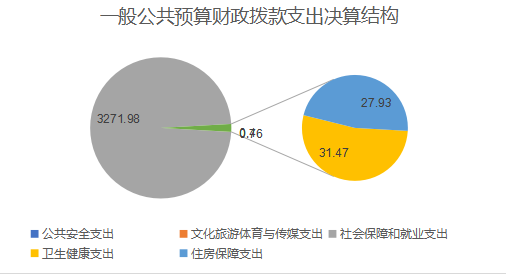 一般公共预算财政拨款支出决算结构
3271.98
27.93
31.47
公共安全支出 文化旅游体育与传媒支出 社会保障和就业支出
卫生健康支出 住房保障支出